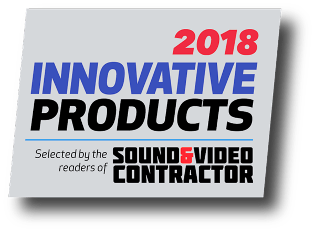 2018
INNOVATIVE
PRODUCTS
Selected by the
readers of
SOUND&VIDEO
CONTRACTOR